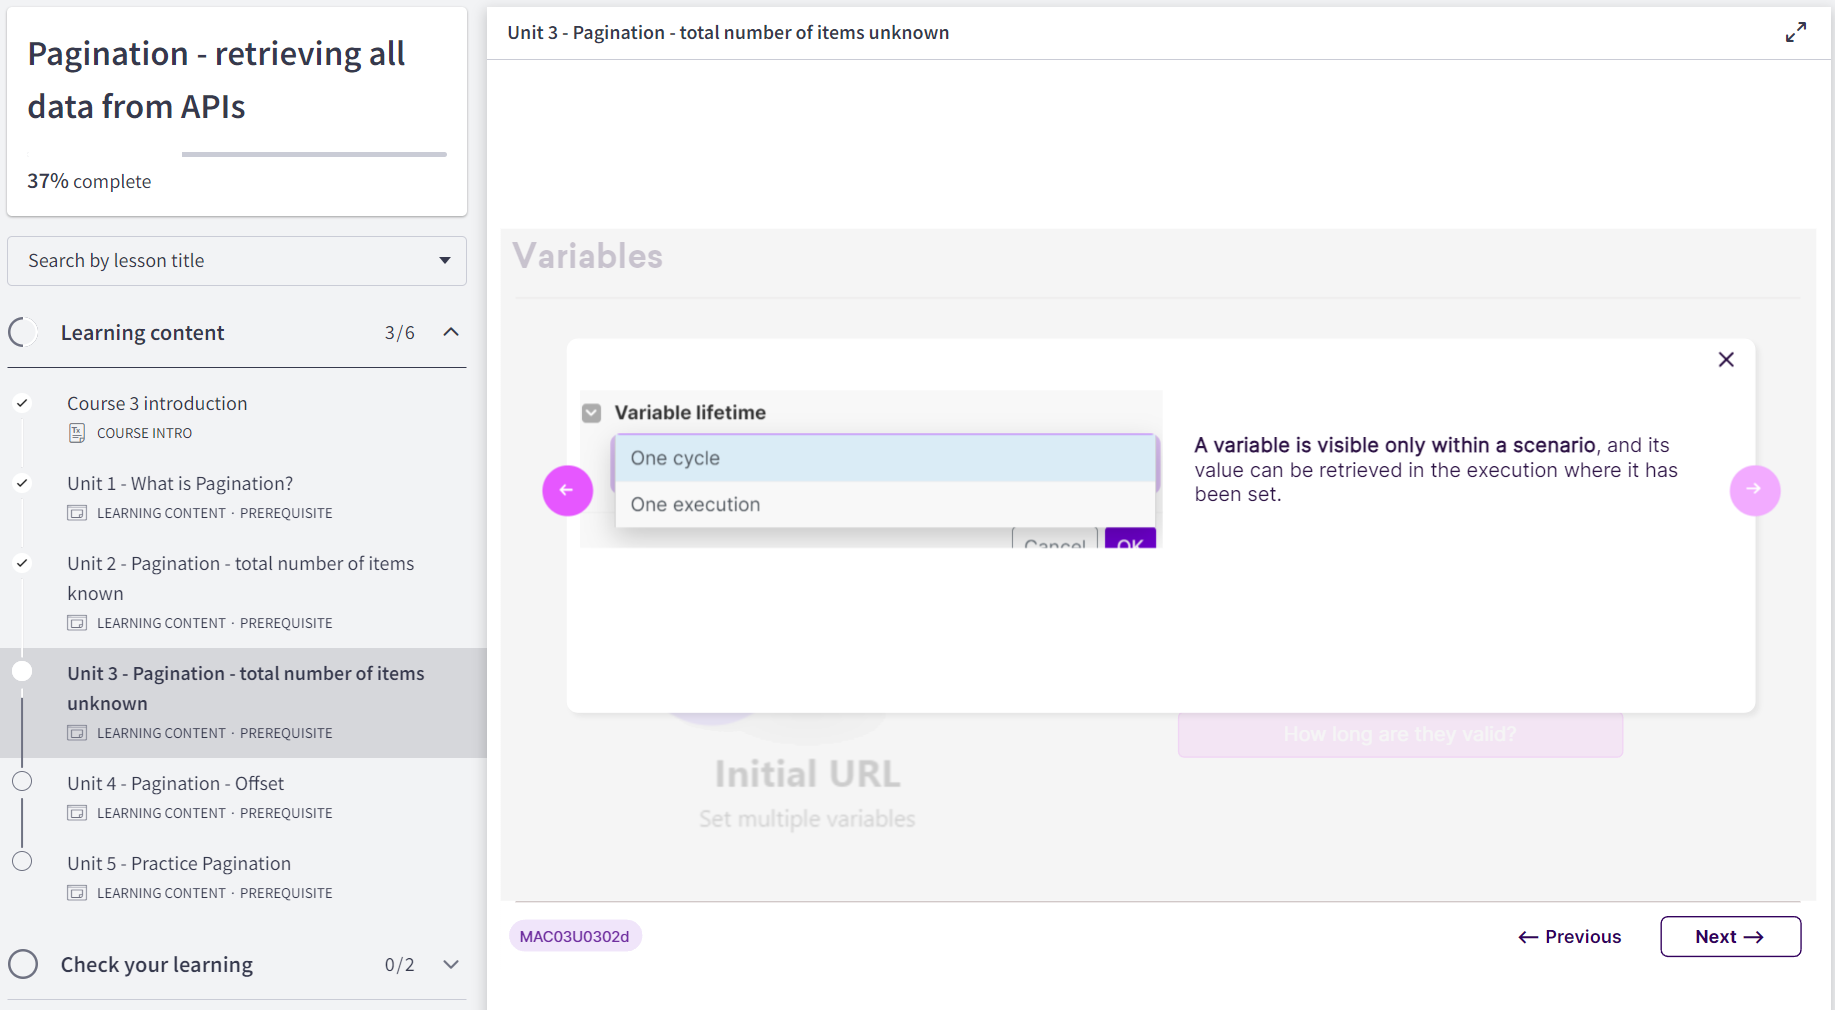 Pagination - retrieving all
data from APIs
37% complete
Search by lesson title
Learning content 3/6
Course 3 introduction
COURSE INTRO
Unit 1 - What is Pagination?
LEARNING CONTENT · PREREQUISITE
Unit 2 - Pagination - total number of items
known
LEARNING CONTENT · PREREQUISITE
Unit 3 - Pagination - total number of items
unknown
LEARNING CONTENT · PREREQUISITE
Unit 4 - Pagination - Offset
LEARNING CONTENT · PREREQUISITE
Unit 5 - Practice Pagination
LEARNING CONTENT · PREREQUISITE
Check your learning 0/2
Unit 3 - Pagination - total number of items unknown
Variables
Variable lifetime
One cycle
One execution
Cancel OK
A variable is visible only within a scenario, and its
value can be retrieved in the execution where it has
been set.
How long are they valid?
Initial URL
Set multiple variables
MAC03U0302d
← Previous
Next →